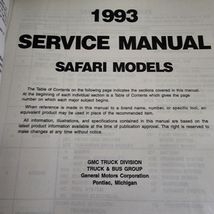 1993
SERVICE MANUAL
SAFARI MODELS
The Table of Contents on the following page indicates the sections covered in this manual.
At the beginning of each individual section is a Table of Contents which gives the page
number on which each major subject begins.
When reference is made in this manual to a brand name, number, or specific tool, an
equivalent product may be used in place of the recommended item.
All information, illustrations, and specifications contained in this manual are based on the
latest product information available at the time of publication approval. The right is reserved to
make changes at any time without notice.
GMC TRUCK DIVISION
TRUCK & BUS GROUP
General Motors Corporation
Pontiac, Michigan